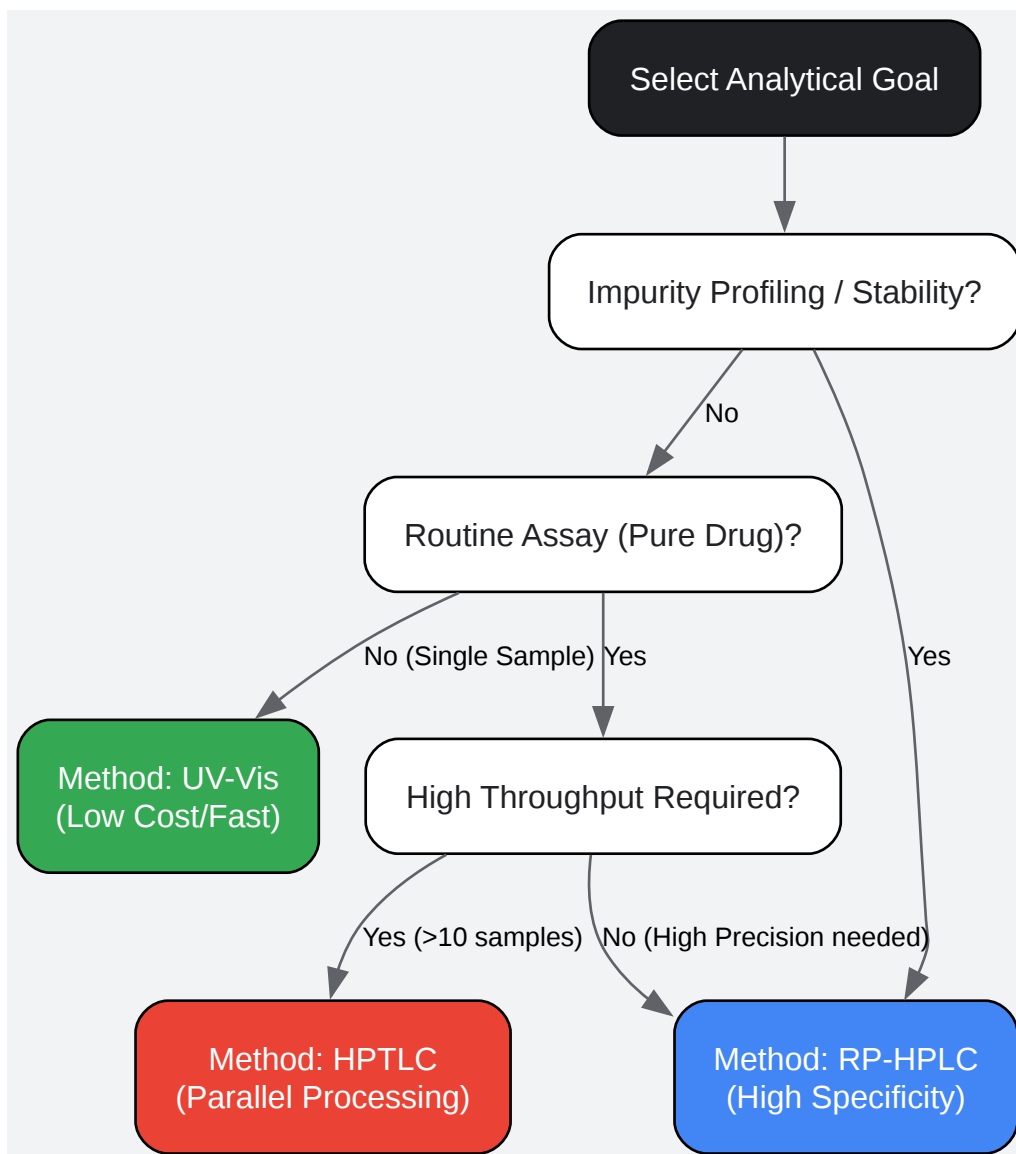 Select Analytical Goal
Impurity Profiling / Stability?
No
Routine Assay (Pure Drug)?
No (Single Sample)
Yes
Yes
Method: UV-Vis
(Low Cost/Fast)
High Throughput Required?
Yes (>10 samples)
No (High Precision needed)
Method: HPTLC
(Parallel Processing)
Method: RP-HPLC
(High Specificity)